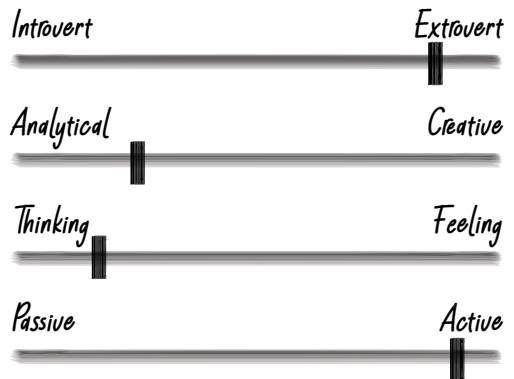 Introvert Extrovert
Analytical Creative
Thinking Feeling
Passive Active